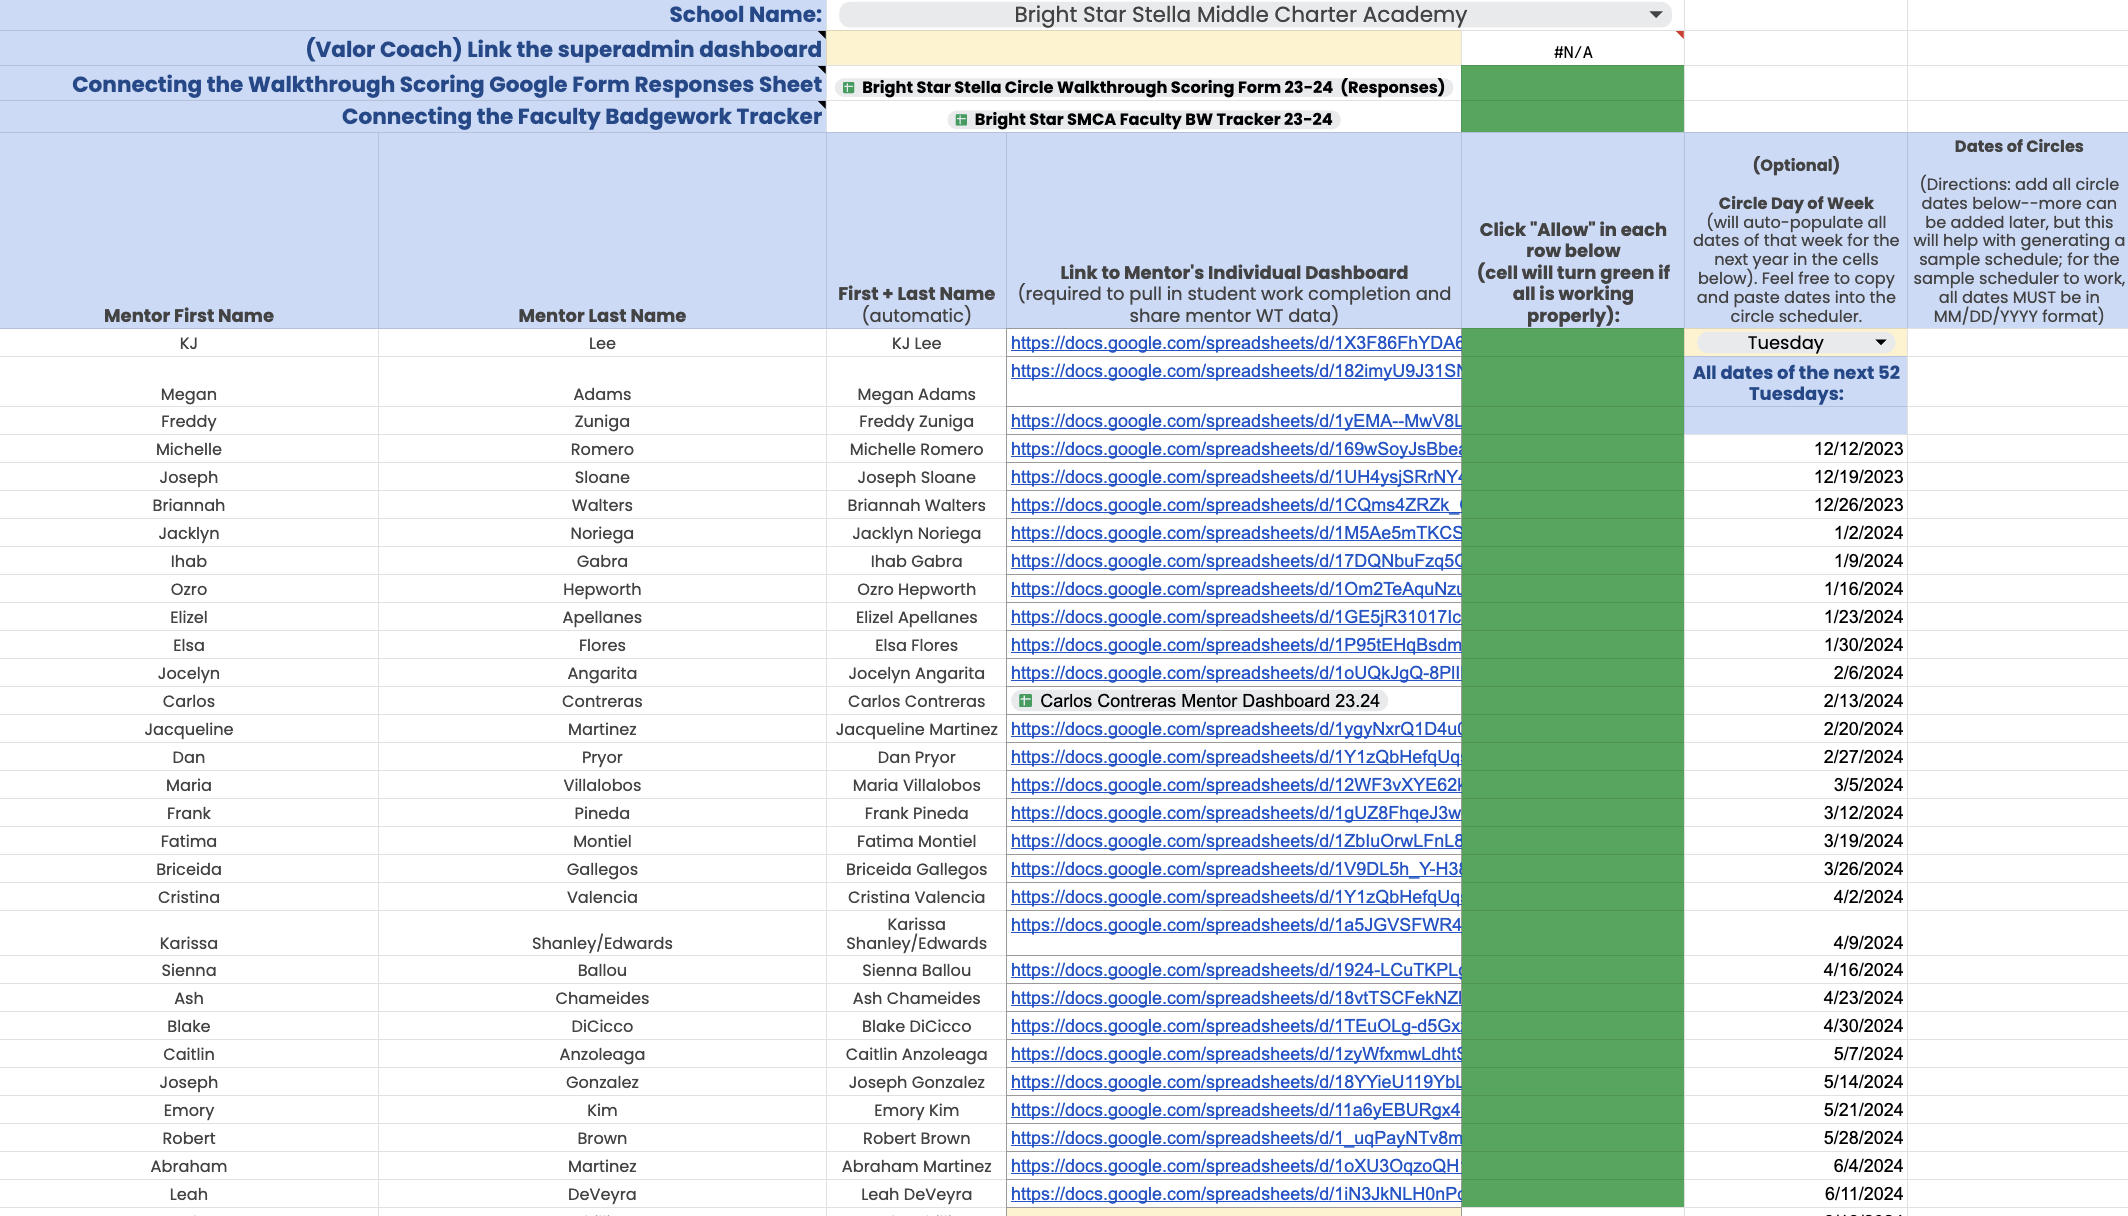 School Name: Bright Star Stella Middle Charter Academy
(Valor Coach) Link the superadmin dashboard #N/A
Connecting the Walkthrough Scoring Google Form Responses Sheet Bright Star Stella Circle Walkthrough Scoring Form 23-24 (Responses)
Connecting the Faculty Badgework Tracker Bright Star SMCA Faculty BW Tracker 23-24
Mentor First Name
Mentor Last Name
First + Last Name
(automatic)
Link to Mentor's Individual Dashboard
(required to pull in student work completion and
share mentor WT data)
Click "Allow" in each
row below
(cell will turn green if
all is working
properly):
(Optional)
Circle Day of Week
(will auto-populate all
dates of that week for the
next year in the cells
below). Feel free to copy
and paste dates into the
circle scheduler.
Dates of Circles
(Directions: add all circle
dates below--more can
be added later, but this
will help with generating a
sample schedule; for the
sample scheduler to work,
all dates MUST be in
MM/DD/YYYY format)
KJ Lee KJ Lee https://docs.google.com/spreadsheets/d/1X3F86FhYDA6 Tuesday
Megan Adams Megan Adams https://docs.google.com/spreadsheets/d/182imyU9J31S All dates of the next 52
Tuesdays:
Freddy Zuniga Freddy Zuniga https://docs.google.com/spreadsheets/d/1yEMA--MwV8L
Michelle Romero Michelle Romero https://docs.google.com/spreadsheets/d/169wSoyJsBbea 12/12/2023
Joseph Sloane Joseph Sloane https://docs.google.com/spreadsheets/d/1UH4ysjSRrNY4 12/19/2023
Briannah Walters Briannah Walters https://docs.google.com/spreadsheets/d/1CQms4ZRZk_ 12/26/2023
Jacklyn Noriega Jacklyn Noriega https://docs.google.com/spreadsheets/d/1M5Ae5mTKCS 1/2/2024
Ihab Gabra Ihab Gabra https://docs.google.com/spreadsheets/d/17DQNbuFzq5 1/9/2024
Ozro Hepworth Ozro Hepworth https://docs.google.com/spreadsheets/d/1Om2TeAquNzu 1/16/2024
Elizel Apellanes Elizel Apellanes https://docs.google.com/spreadsheets/d/1GE5jR31017Ic 1/23/2024
Elsa Flores Elsa Flores https://docs.google.com/spreadsheets/d/1P95tEHqBsdm 1/30/2024
Jocelyn Angarita Jocelyn Angarita https://docs.google.com/spreadsheets/d/1oUQkJgQ-8PlI 2/6/2024
Carlos Contreras Carlos Contreras Carlos Contreras Mentor Dashboard 23.24 2/13/2024
Jacqueline Martinez Jacqueline Martinez https://docs.google.com/spreadsheets/d/1ygyNxrQ1D4u 2/20/2024
Dan Pryor Dan Pryor https://docs.google.com/spreadsheets/d/1Y1zQbHefqUq 2/27/2024
Maria Villalobos Maria Villalobos https://docs.google.com/spreadsheets/d/12WF3vXYE62 3/5/2024
Frank Pineda Frank Pineda https://docs.google.com/spreadsheets/d/1gUZ8FhqeJ3w 3/12/2024
Fatima Montiel Fatima Montiel https://docs.google.com/spreadsheets/d/1ZbIuOrwLFnL8 3/19/2024
Briceida Gallegos Briceida Gallegos https://docs.google.com/spreadsheets/d/1V9DL5h_Y-H38 3/26/2024
Cristina Valencia Cristina Valencia https://docs.google.com/spreadsheets/d/1Y1zQbHefqUq 4/2/2024
Karissa Shanley/Edwards Karissa
Shanley/Edwards https://docs.google.com/spreadsheets/d/1a5JGVSFWR4 4/9/2024
Sienna Ballou Sienna Ballou https://docs.google.com/spreadsheets/d/1924-LCuTKPL 4/16/2024
Ash Chameides Ash Chameides https://docs.google.com/spreadsheets/d/18vtTSCFekNZ 4/23/2024
Blake DiCicco Blake DiCicco https://docs.google.com/spreadsheets/d/1TEuOLg-d5Gx 4/30/2024
Caitlin Anzoleaga Caitlin Anzoleaga https://docs.google.com/spreadsheets/d/1zyWfxmwLdht 5/7/2024
Joseph Gonzalez Joseph Gonzalez https://docs.google.com/spreadsheets/d/18YYieU119Yb 5/14/2024
Emory Kim Emory Kim https://docs.google.com/spreadsheets/d/11a6yEBURgx4 5/21/2024
Robert Brown Robert Brown https://docs.google.com/spreadsheets/d/1_uqPayNTv8m 5/28/2024
Abraham Martinez Abraham Martinez https://docs.google.com/spreadsheets/d/1oXU3OqzoQH 6/4/2024
Leah DeVeyra Leah DeVeyra https://docs.google.com/spreadsheets/d/1iN3JkNLH0nP 6/11/2024